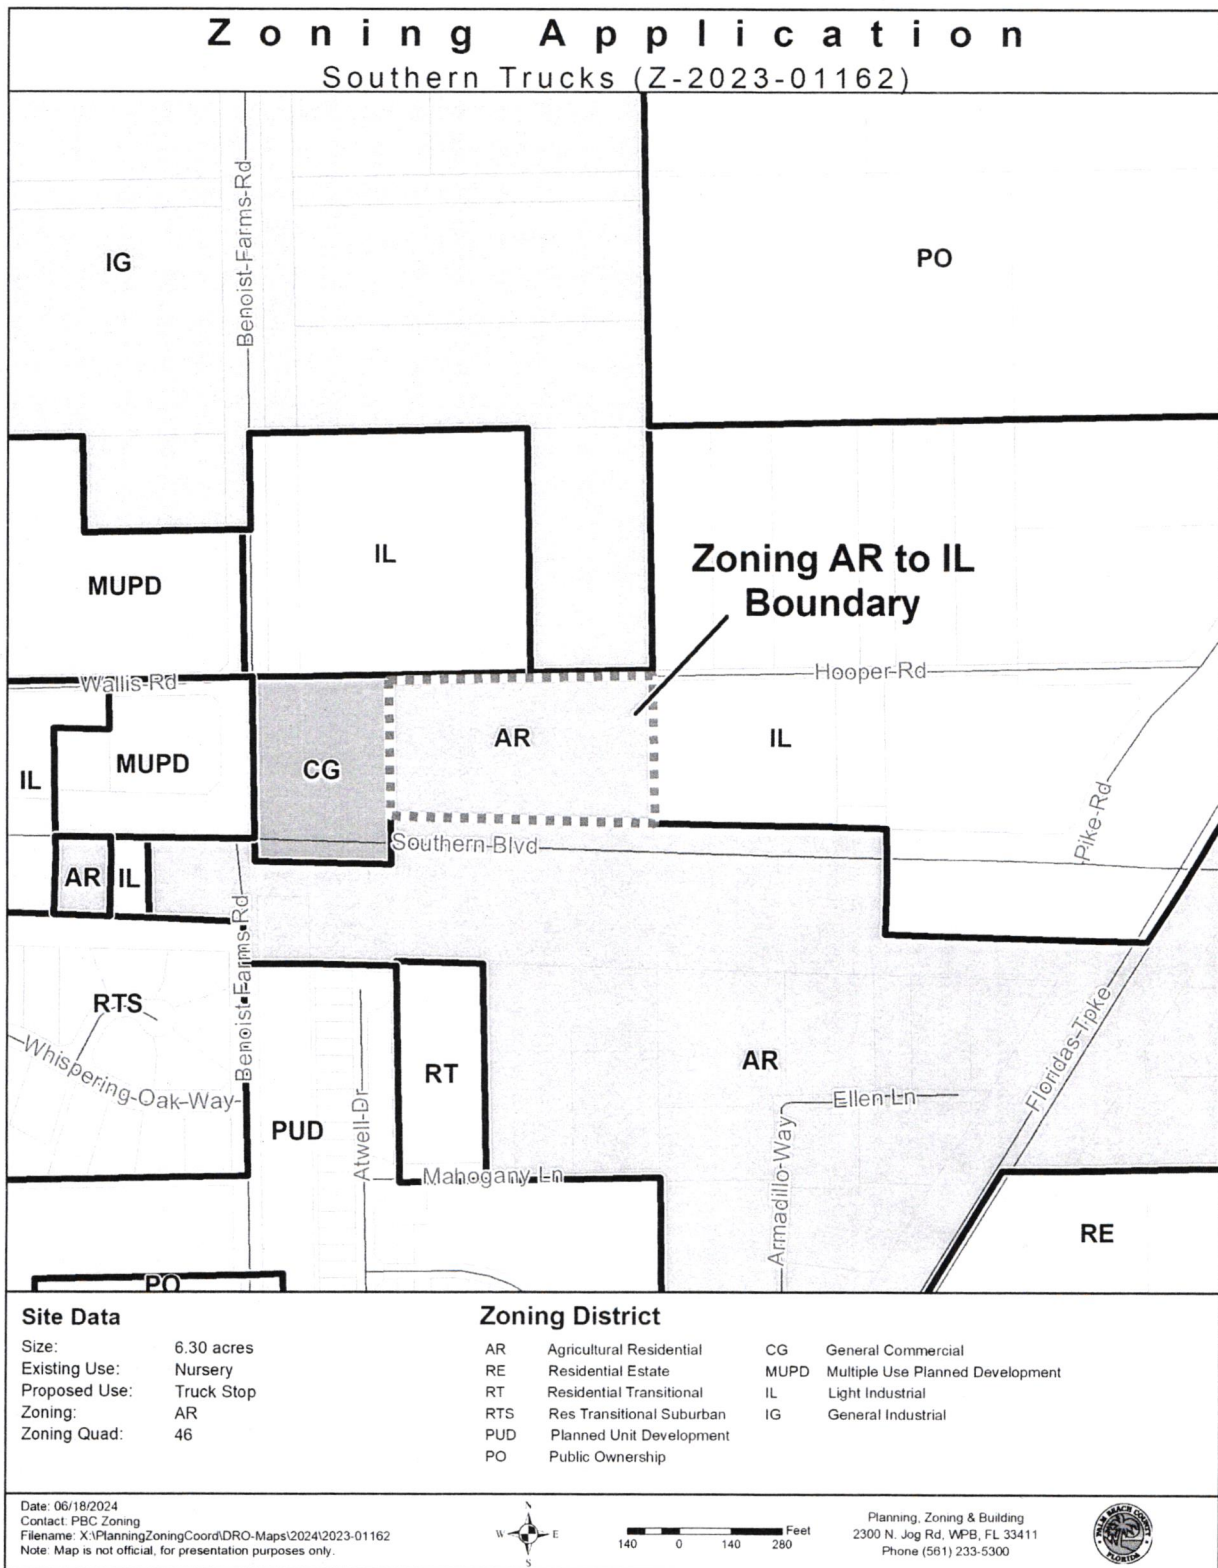 Zoning Application
Southern Trucks (Z-2023-01162)
Benoist-Farms-Rd
IG
PO
IL
MUPD
Zoning AR to IL
Boundary
Wallis-Rd
Hooper-Rd
AR
IL
MUPD
CG
IL
Pike-Rd
Southern-Blvd
AR
IL
Benoist-Farms-Rd
RTS
Whispering-Oak-Way
RT
AR
Ellen-Ln
Floridas-Tpke
PUD
Atwell-Dr
Mahogany Ln
Armadillo-Way
RE
PO
Site Data
Size: 6.30 acres
Existing Use: Nursery
Proposed Use: Truck Stop
Zoning: AR
Zoning Quad: 46
Zoning District
AR Agricultural Residential
RE Residential Estate
RT Residential Transitional
RTS Res Transitional Suburban
PUD Planned Unit Development
PO Public Ownership
CG General Commercial
MUPD Multiple Use Planned Development
IL Light Industrial
IG General Industrial
Date: 06/18/2024
Contact: PBC Zoning
Filename: X:\PlanningZoningCoord\DRO-Maps\2024\2023-01162
Note: Map is not official, for presentation purposes only.
N
W E
S
Feet
140 0 140 280
Planning, Zoning & Building
2300 N. Jog Rd, WPB, FL 33411
Phone (561) 233-5300
PALM BEACH COUNTY
FLORIDA